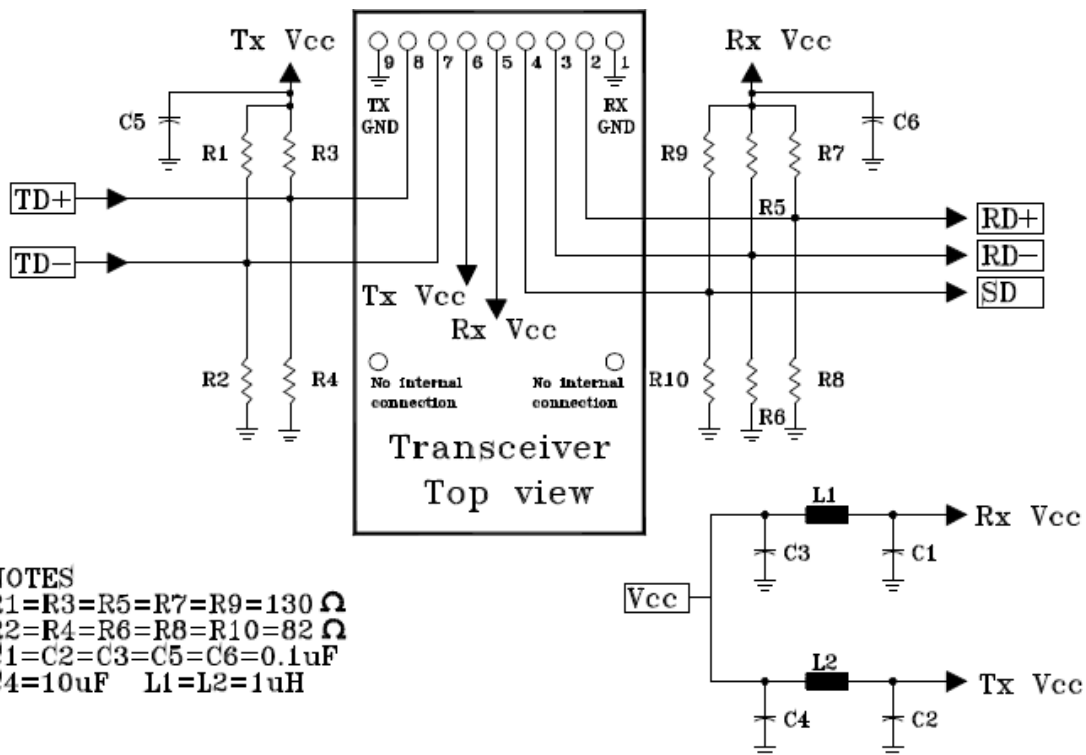 Tx Vcc
Rx Vcc
9 8 7 6 5 4 3 2 1
TX
GND
RX
GND
C5
C6
R1
R3
R9
R7
TD+
R5
RD+
TD-
RD-
Tx Vcc
SD
Rx Vcc
R2
R4
No internal
connection
No internal
connection
R10
R8
R6
Transceiver
Top view
L1
Rx Vcc
C3
C1
Vcc
L2
Tx Vcc
C4
C2
NOTES
R1=R3=R5=R7=R9=130 Ω
R2=R4=R6=R8=R10=82 Ω
C1=C2=C3=C5=C6=0.1uF
C4=10uF L1=L2=1uH